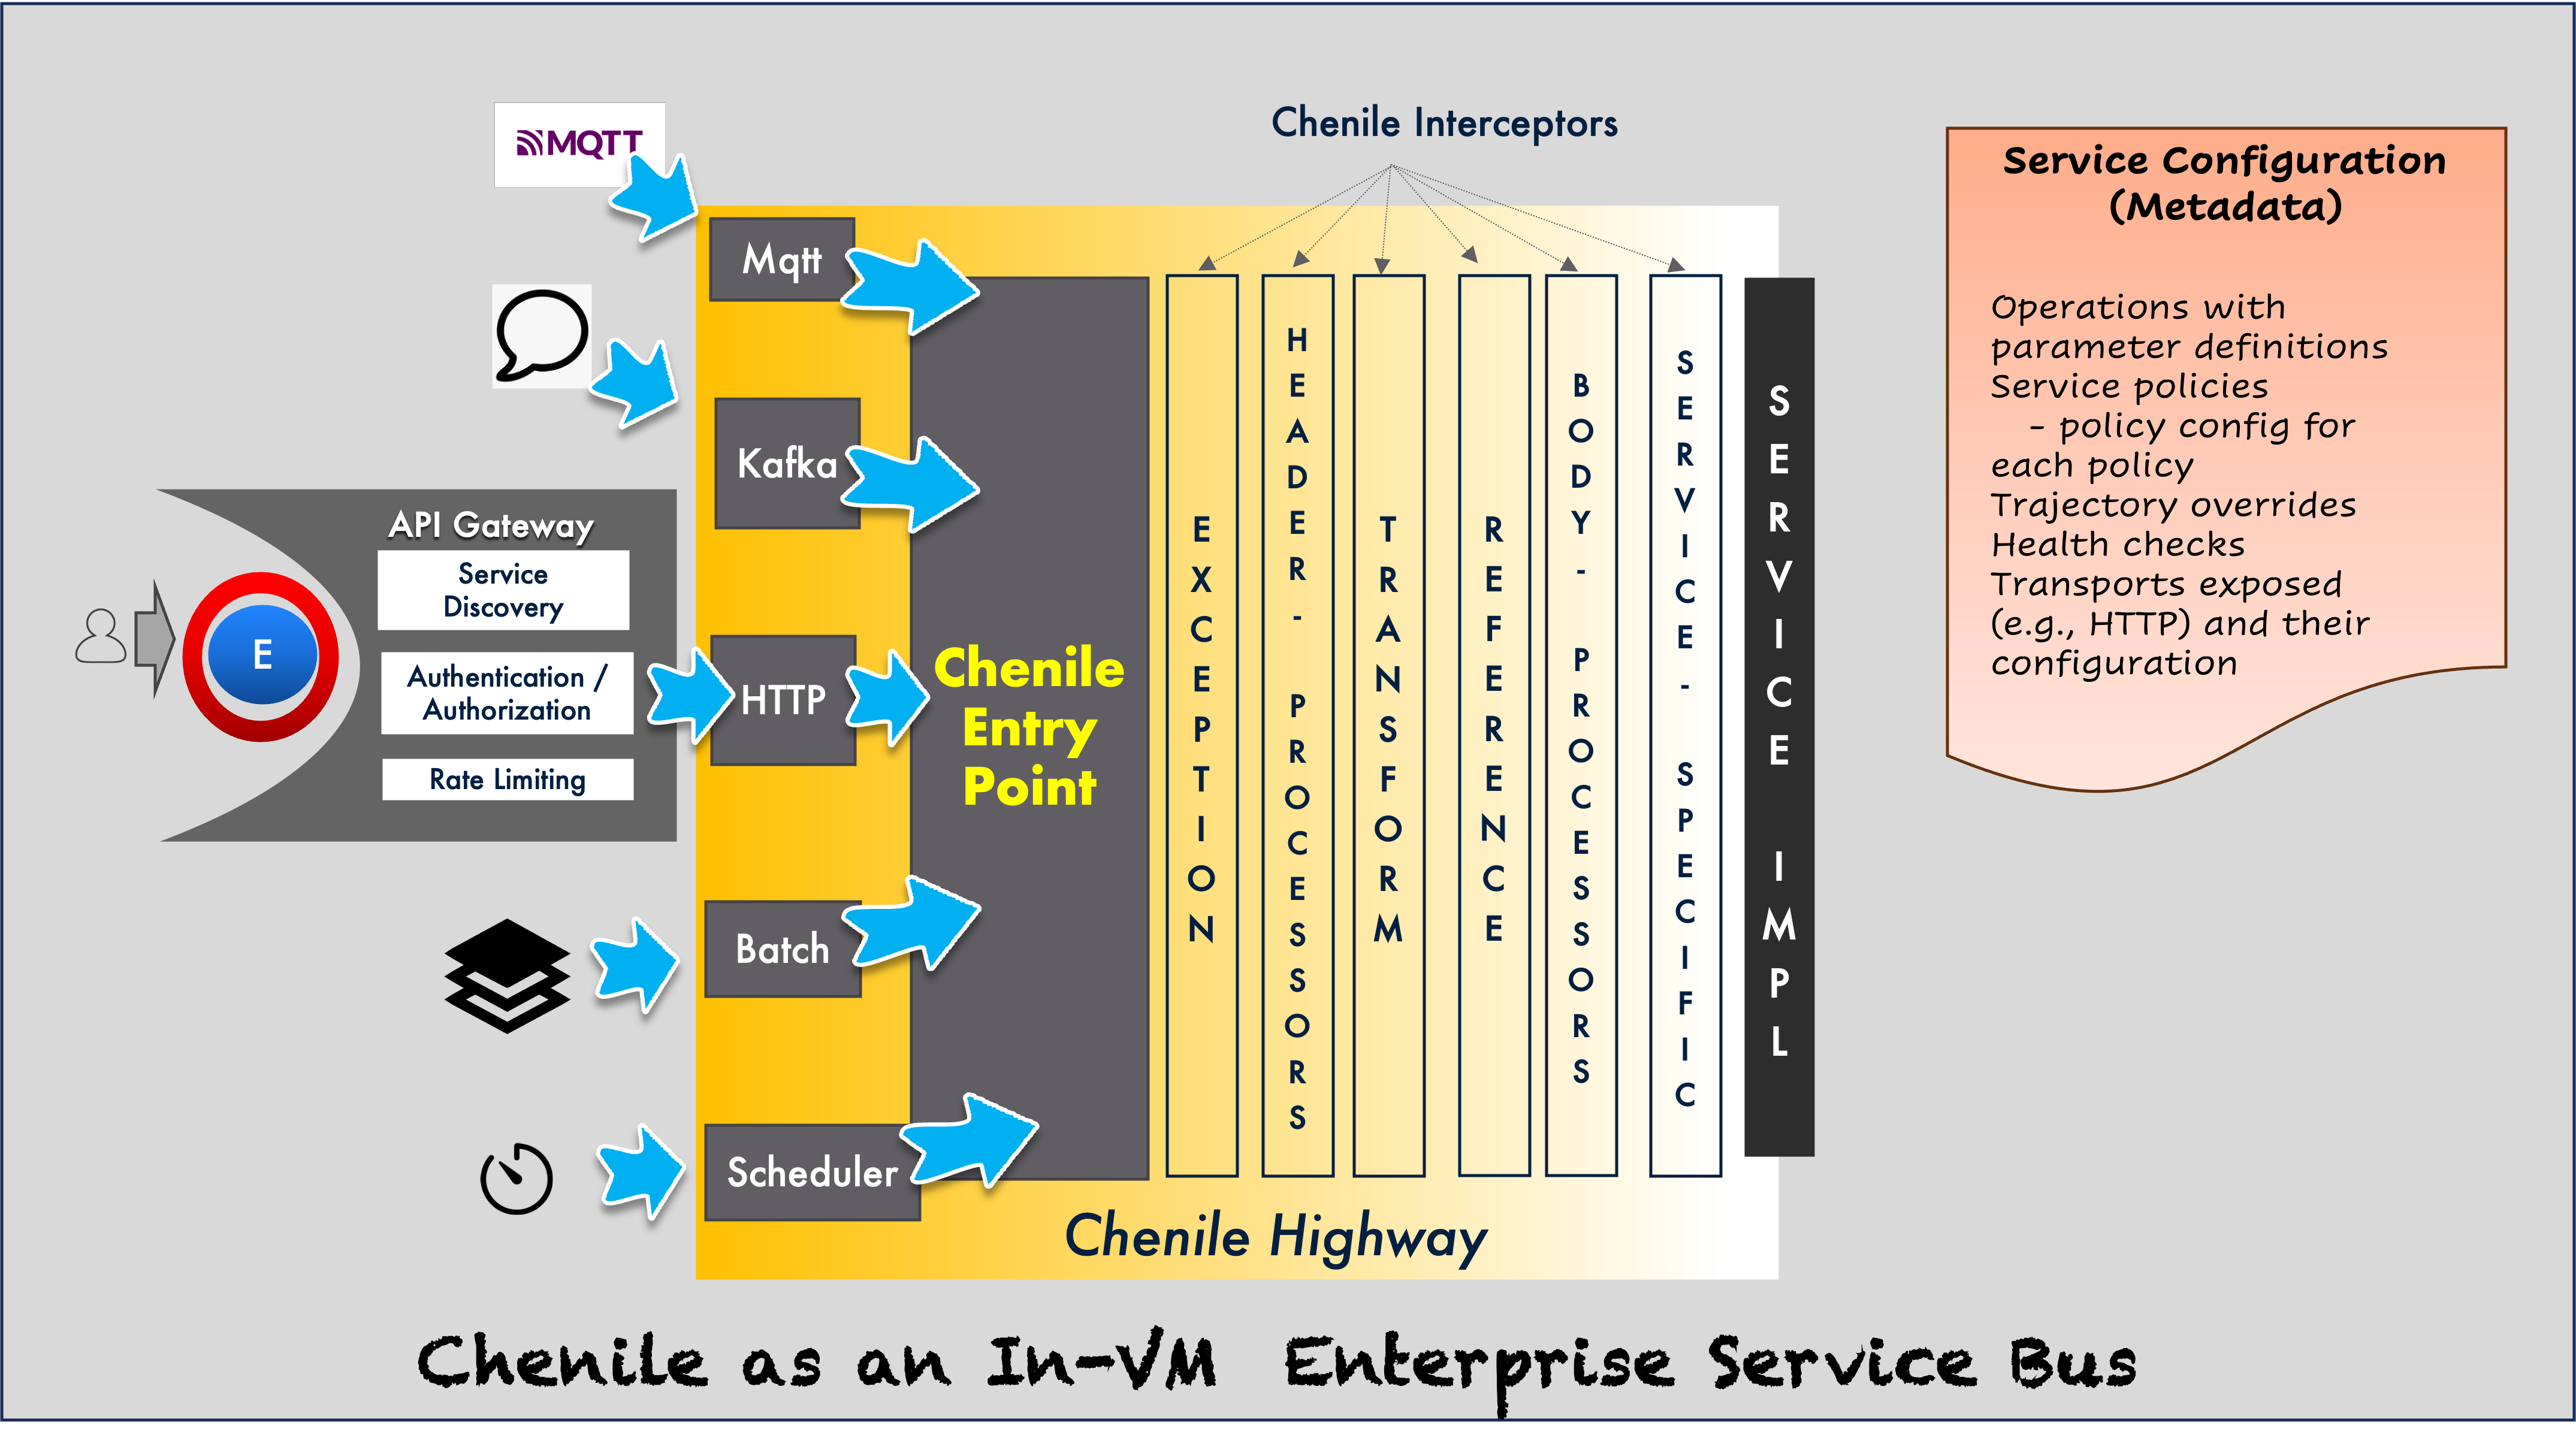 MQTT
Chenile Interceptors
Service Configuration
(Metadata)
Operations with
parameter definitions
Service policies
- policy config for
each policy
Trajectory overrides
Health checks
Transports exposed
(e.g., HTTP) and their
configuration
Mqtt
Kafka
API Gateway
Service
Discovery
Authentication /
Authorization
Rate Limiting
E
HTTP
Batch
Scheduler
Chenile
Entry
Point
EXCEPTION
HEADER- PROCESSORS
TRANSFORM
REFERENCE
BODY- PROCESSORS
SERVICE- SPECIFIC
SERVICE IMPL
Chenile Highway
Chenile as an In-VM Enterprise Service Bus